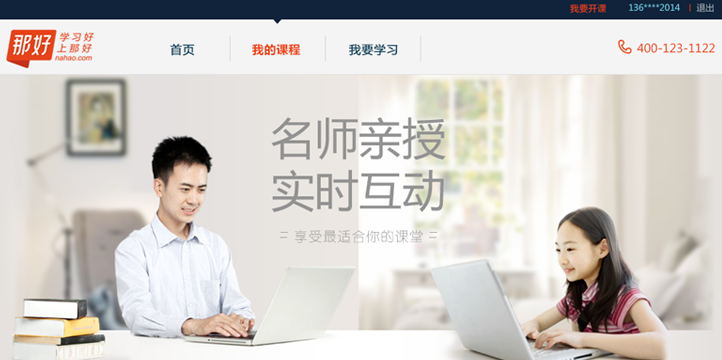 我要开课 136****2014 | 退出
那好 学习好
上那好
nahao.com
首页 我的课程 我要学习
400-123-1122
名师亲授
实时互动
= 享受最适合你的课堂 =